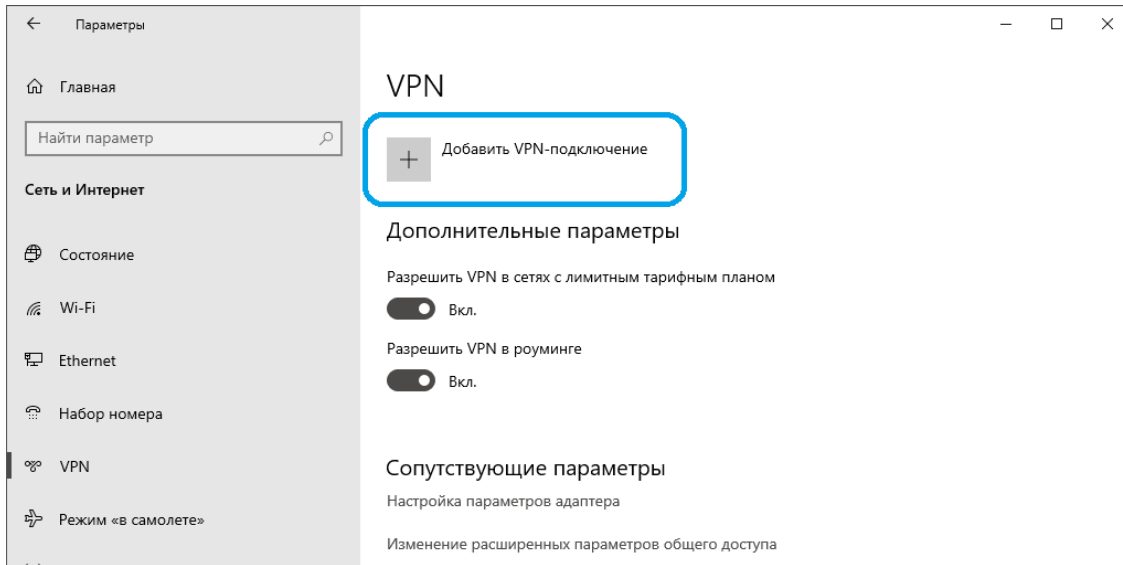 Параметры
Главная
Найти параметр
Сеть и Интернет
Состояние
Wi-Fi
Ethernet
Набор номера
VPN
Режим «в самолете»
VPN
Добавить VPN-подключение
Дополнительные параметры
Разрешить VPN в сетях с лимитным тарифным планом
Вкл.
Разрешить VPN в роуминге
Вкл.
Сопутствующие параметры
Настройка параметров адаптера
Изменение расширенных параметров общего доступа